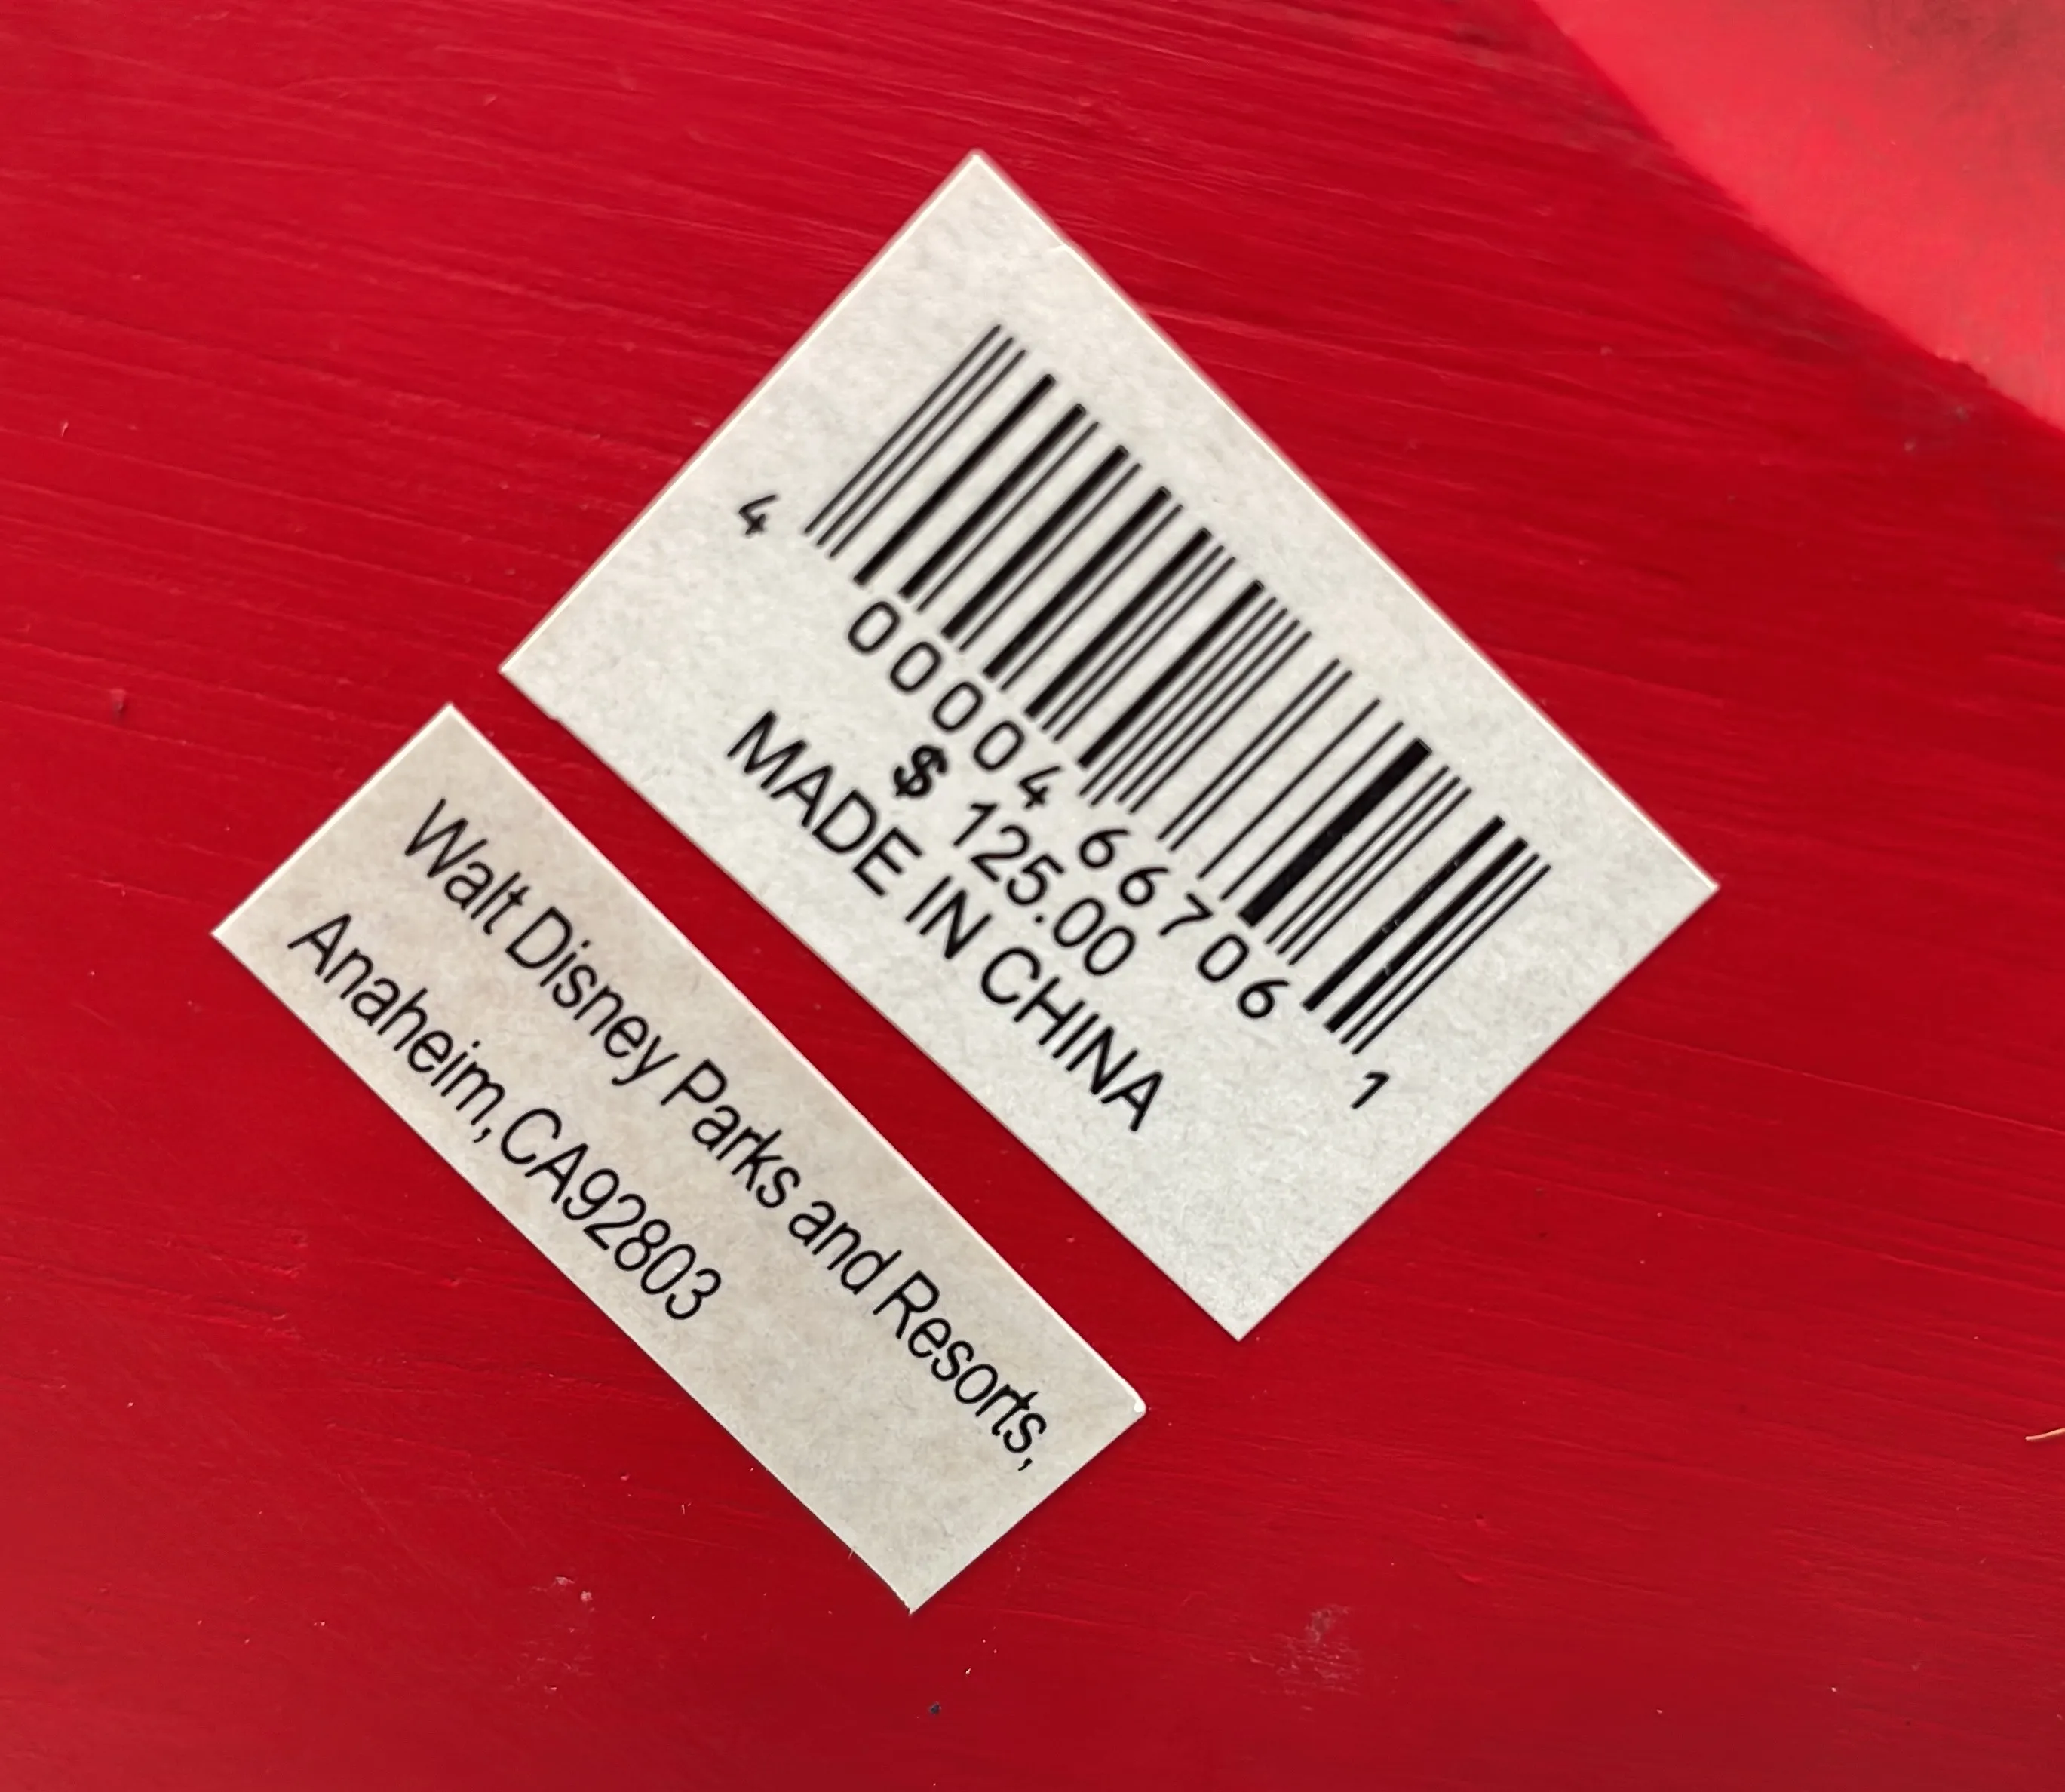 4 00004 66706 1
$ 125.00
MADE IN CHINA
Walt Disney Parks and Resorts,
Anaheim, CA92803